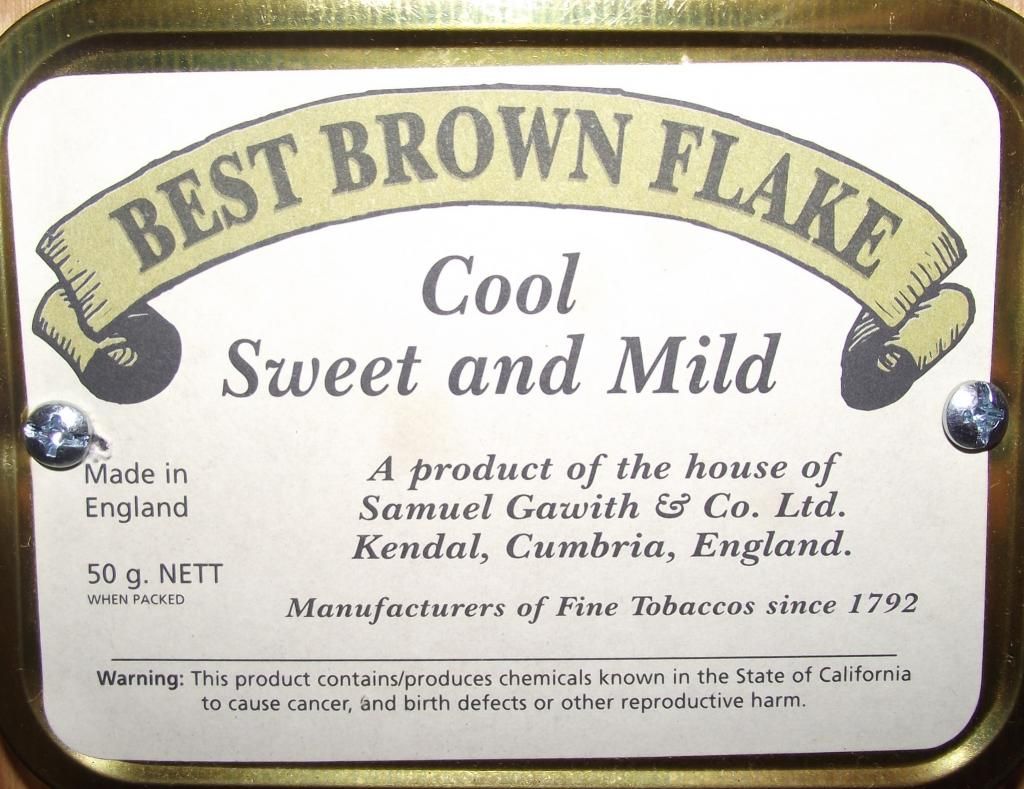 BEST BROWN FLAKE
Cool
Sweet and Mild
Made in
England
A product of the house of
Samuel Gawith & Co. Ltd.
Kendal, Cumbria, England.
50 g. NETT
WHEN PACKED
Manufacturers of Fine Tobaccos since 1792
Warning: This product contains/produces chemicals known in the State of California
to cause cancer, and birth defects or other reproductive harm.